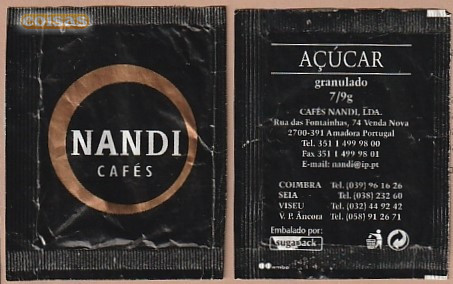 coisas
NANDI
CAFÉS
AÇÚCAR
granulado
7/9g
CAFÉS NANDI, LDA.
Rua das Fontainhas, 74 Venda Nova
2700-391 Amadora Portugal
Tel. 351 1 499 98 00
Fax 351 1 499 98 01
E-mail: nandi@ip.pt
COIMBRA Tel. (039) 96 16 26
SEIA Tel. (038) 232 60
VISEU Tel. (032) 44 92 42
V. P. Âncora Tel. (058) 91 26 71
Embalado por:
sugapack